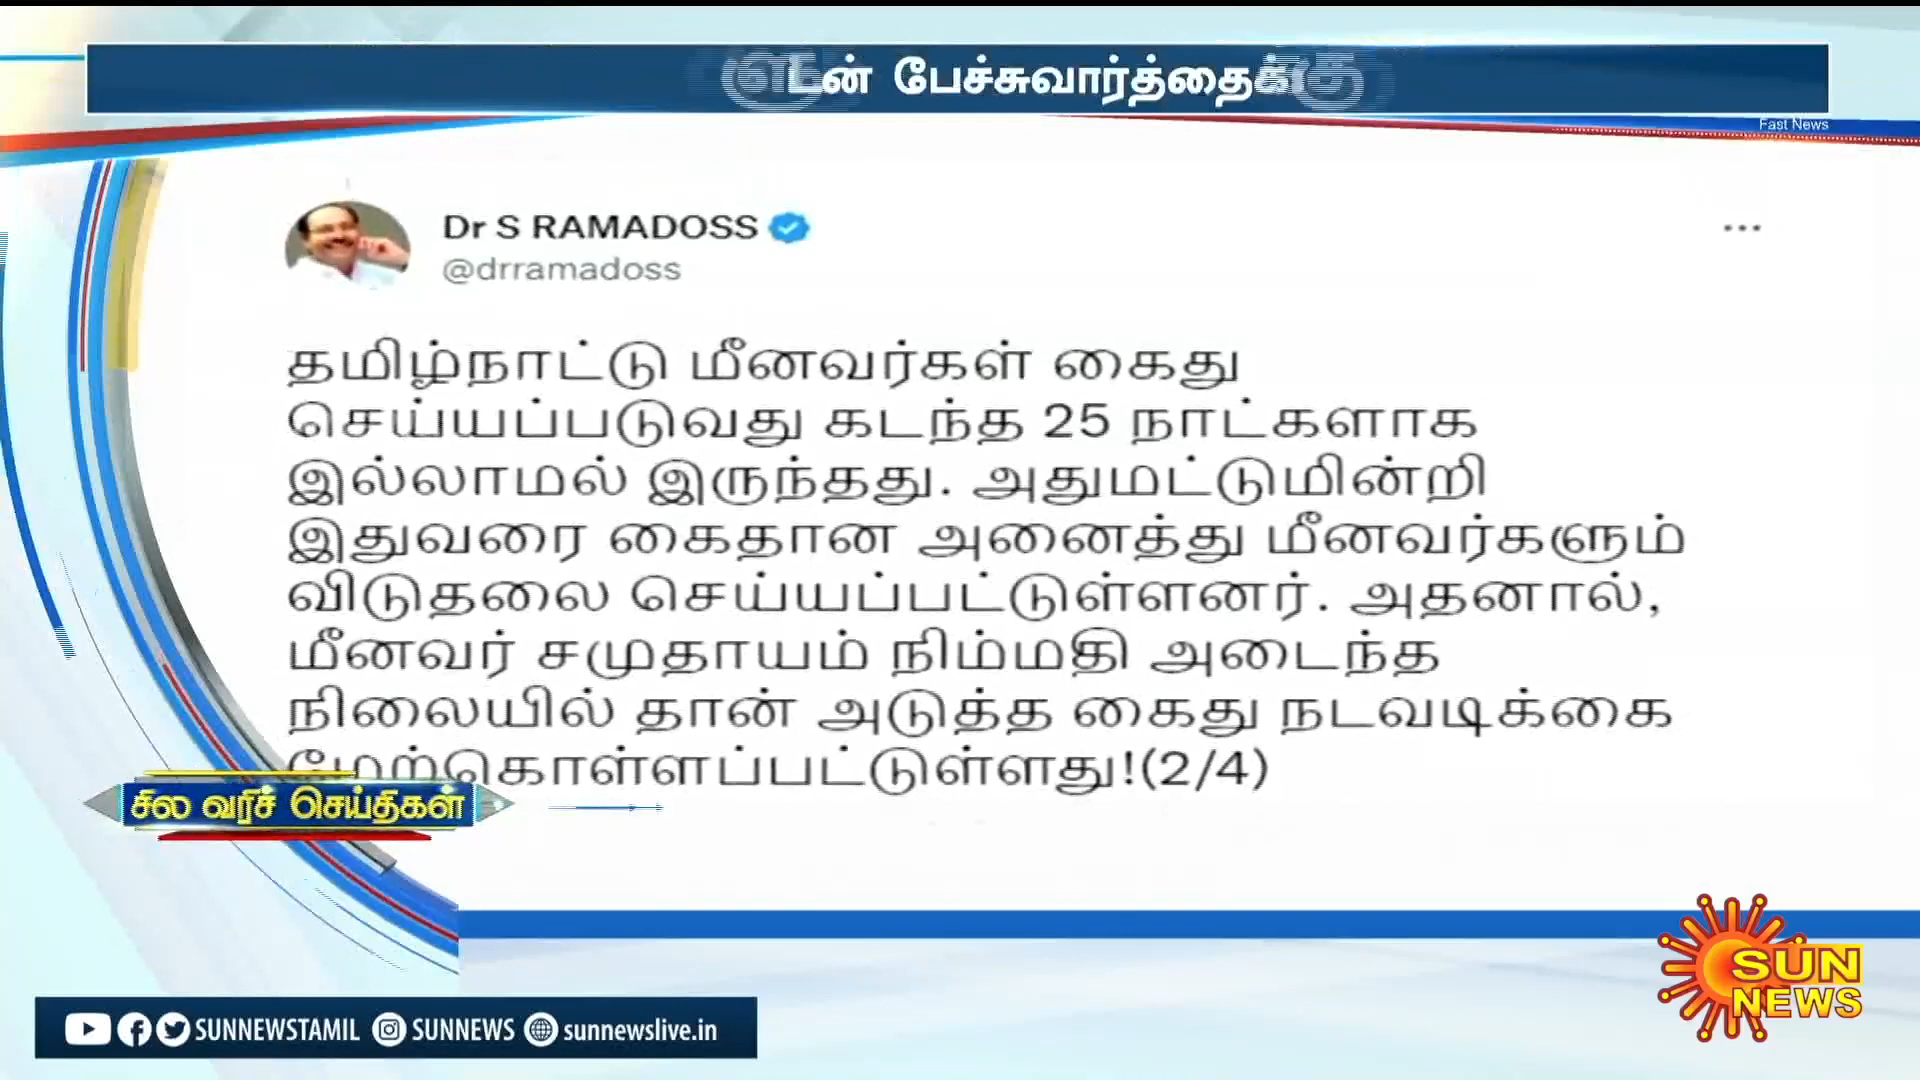 டன் பேச்சுவார்த்தைக்கு
Fast News
Dr S RAMADOSS
@drramadoss
தமிழ்நாட்டு மீனவர்கள் கைது
செய்யப்படுவது கடந்த 25 நாட்களாக
இல்லாமல் இருந்தது. அதுமட்டுமின்றி
இதுவரை கைதான அனைத்து மீனவர்களும்
விடுதலை செய்யப்பட்டுள்ளனர். அதனால்,
மீனவர் சமுதாயம் நிம்மதி அடைந்த
நிலையில் தான் அடுத்த கைது நடவடிக்கை
மேற்கொள்ளப்பட்டுள்ளது!(2/4)
சில வரிச் செய்திகள்
SUN
NEWS
SUNNEWSTAMIL SUNNEWS sunnewslive.in